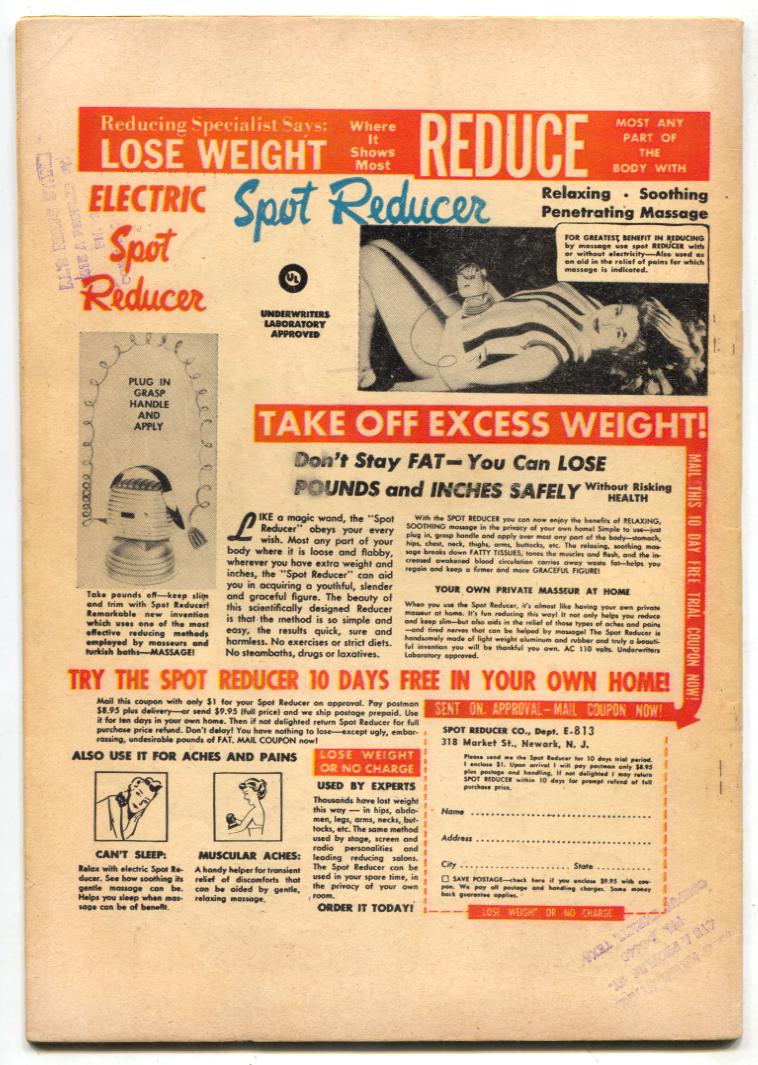 Reducing Specialist Says:
LOSE WEIGHT
Where
It
Shows
Most
REDUCE
MOST ANY
PART OF
THE
BODY WITH
ELECTRIC
Spot
Reducer
Spot Reducer
Relaxing · Soothing
Penetrating Massage
UL
UNDERWRITERS
LABORATORY
APPROVED
FOR GREATEST BENEFIT IN REDUCING
by massage use spot REDUCER with
or without electricity—Also used as
an aid in the relief of pains for which
massage is indicated.
PLUG IN
GRASP
HANDLE
AND
APPLY
Take pounds off—keep slim
and trim with Spot Reducer!
Remarkable new invention
which uses one of the most
effective reducing methods
employed by masseurs and
turkish baths—MASSAGE!
TAKE OFF EXCESS WEIGHT!
Don't Stay FAT—You Can LOSE
POUNDS and INCHES SAFELY Without Risking
HEALTH
LIKE a magic wand, the "Spot
Reducer" obeys your every
wish. Most any part of your
body where it is loose and flabby,
wherever you have extra weight and
inches, the "Spot Reducer" can aid
you in acquiring a youthful, slender
and graceful figure. The beauty of
this scientifically designed Reducer
is that the method is so simple and
easy, the results quick, sure and
harmless. No exercises or strict diets.
No steambaths, drugs or laxatives.
With the SPOT REDUCER you can now enjoy the benefits of RELAXING,
SOOTHING massage in the privacy of your own home! Simple to use—just
plug in, grasp handle and apply over most any part of the body—stomach,
hips, chest, neck, thighs, arms, buttocks, etc. The relaxing, soothing mas-
sage breaks down FATTY TISSUES, tones the muscles and flesh, and the in-
creased awakened blood circulation carries away waste fat—helps you
regain and keep a firmer and more GRACEFUL FIGURE!
YOUR OWN PRIVATE MASSEUR AT HOME
When you use the Spot Reducer, it's almost like having your own private
masseur at home. It's fun reducing this way! It not only helps you reduce
and keep slim—but also aids in the relief of those types of aches and pains
—and tired nerves that can be helped by massage! The Spot Reducer is
handsomely made of light weight aluminum and rubber and truly a beauti-
ful invention you will be thankful you own. AC 110 volts. Underwriters
Laboratory approved.
MAIL THIS 10 DAY FREE TRIAL COUPON NOW!
TRY THE SPOT REDUCER 10 DAYS FREE IN YOUR OWN HOME!
Mail this coupon with only $1 for your Spot Reducer on approval. Pay postman
$8.95 plus delivery—or send $9.95 (full price) and we ship postage prepaid. Use
it for ten days in your own home. Then if not delighted return Spot Reducer for full
purchase price refund. Don't delay! You have nothing to lose—except ugly, embar-
rassing, undesirable pounds of FAT. MAIL COUPON now!
ALSO USE IT FOR ACHES AND PAINS
CAN'T SLEEP:
Relax with electric Spot Re-
ducer. See how soothing its
gentle massage can be.
Helps you sleep when mas-
sage can be of benefit.
MUSCULAR ACHES:
A handy helper for transient
relief of discomforts that
can be aided by gentle,
relaxing massage.
LOSE WEIGHT
OR NO CHARGE
USED BY EXPERTS
Thousands have lost weight
this way — in hips, abdo-
men, legs, arms, necks, but-
tocks, etc. The same method
used by stage, screen and
radio personalities and
leading reducing salons.
The Spot Reducer can be
used in your spare time, in
the privacy of your own
room.
ORDER IT TODAY!
SENT ON APPROVAL—MAIL COUPON NOW!
SPOT REDUCER CO., Dept. E-813
318 Market St., Newark, N. J.
Please send me the Spot Reducer for 10 days trial period.
I enclose $1. Upon arrival I will pay postman only $8.95
plus postage and handling. If not delighted I may return
SPOT REDUCER within 10 days for prompt refund of full
purchase price.
Name
Address
City State
SAVE POSTAGE—check here if you enclose $9.95 with cou-
pon. We pay all postage and handling charges. Same money
back guarantee applies.
LOSE WEIGHT OR NO CHARGE